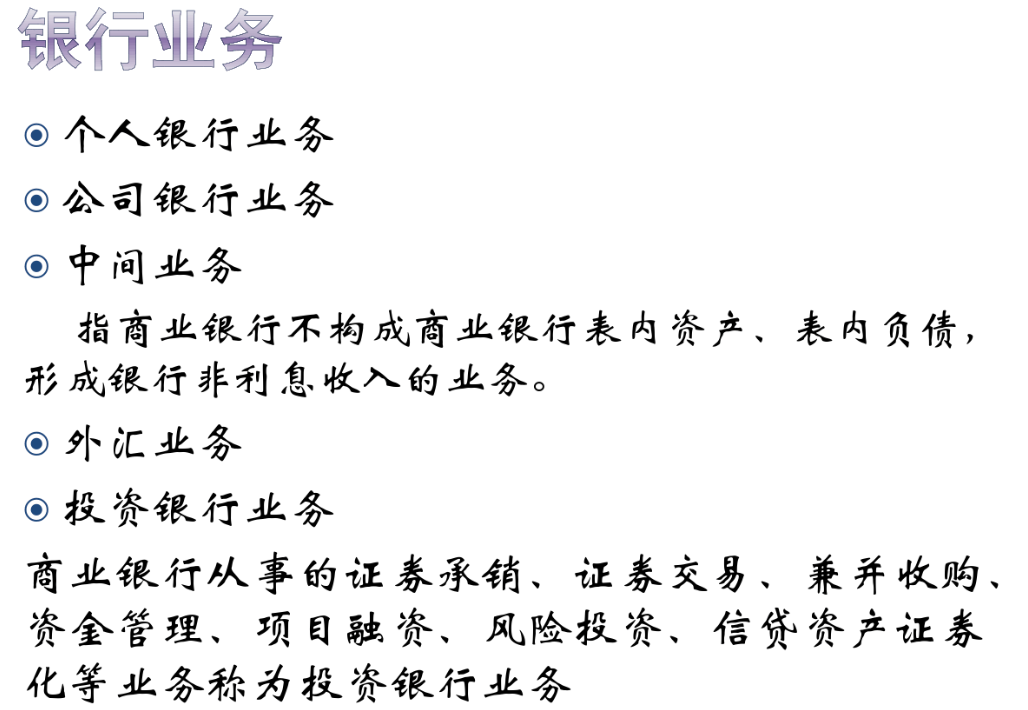 银行业务
个人银行业务
公司银行业务
中间业务
指商业银行不构成商业银行表内资产、表内负债，
形成银行非利息收入的业务。
外汇业务
投资银行业务
商业银行从事的证券承销、证券交易、兼并收购、
资金管理、项目融资、风险投资、信贷资产证券
化等业务称为投资银行业务